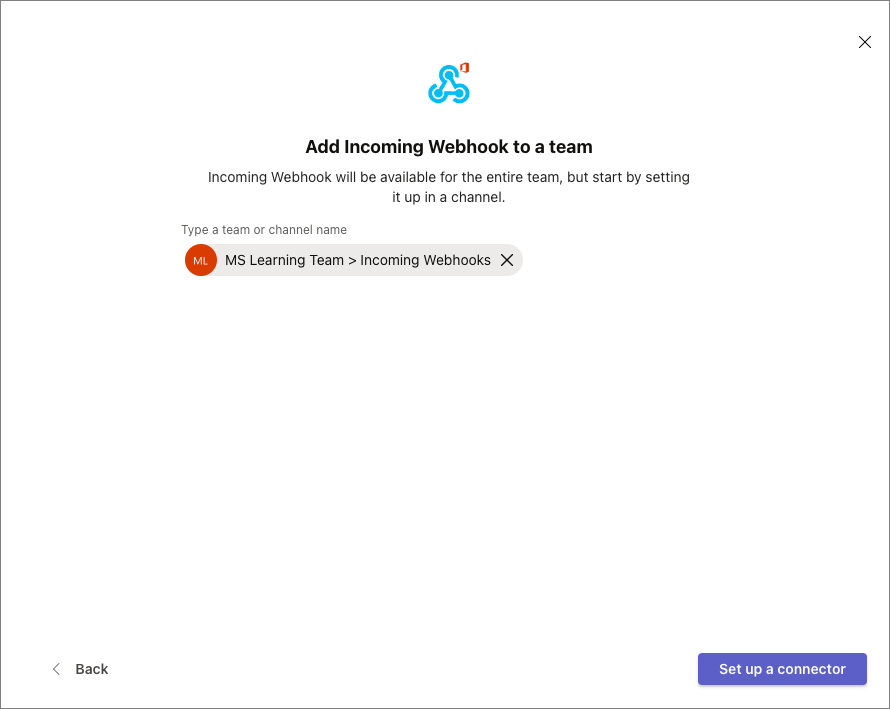 Add Incoming Webhook to a team
Incoming Webhook will be available for the entire team, but start by setting
it up in a channel.
Type a team or channel name
ML MS Learning Team > Incoming Webhooks
Back
Set up a connector